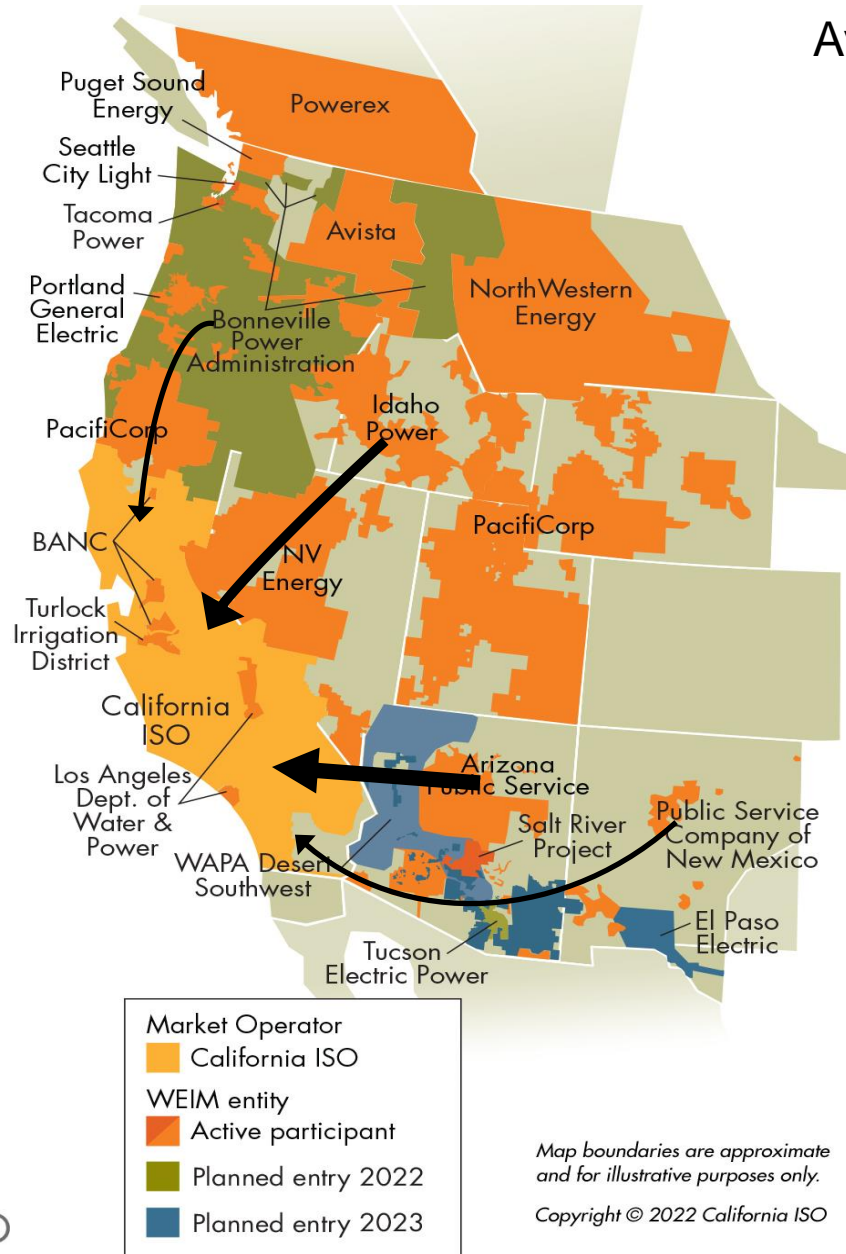 Av
Puget Sound
Energy
Powerex
Seattle
City Light
Tacoma
Power
Avista
Portland
General
Electric
NorthWestern
Energy
Bonneville
Power
Administration
Idaho
Power
PacifiCorp
PacifiCorp
BANC
NV
Energy
Turlock
Irrigation
District
California
ISO
Los Angeles
Dept. of
Water &
Power
Arizona
Public Service
Salt River
Project
Public Service
Company of
New Mexico
WAPA Desert
Southwest
El Paso
Electric
Tucson
Electric Power
Market Operator
California ISO
WEIM entity
Active participant
Planned entry 2022
Planned entry 2023
Map boundaries are approximate
and for illustrative purposes only.
Copyright © 2022 California ISO